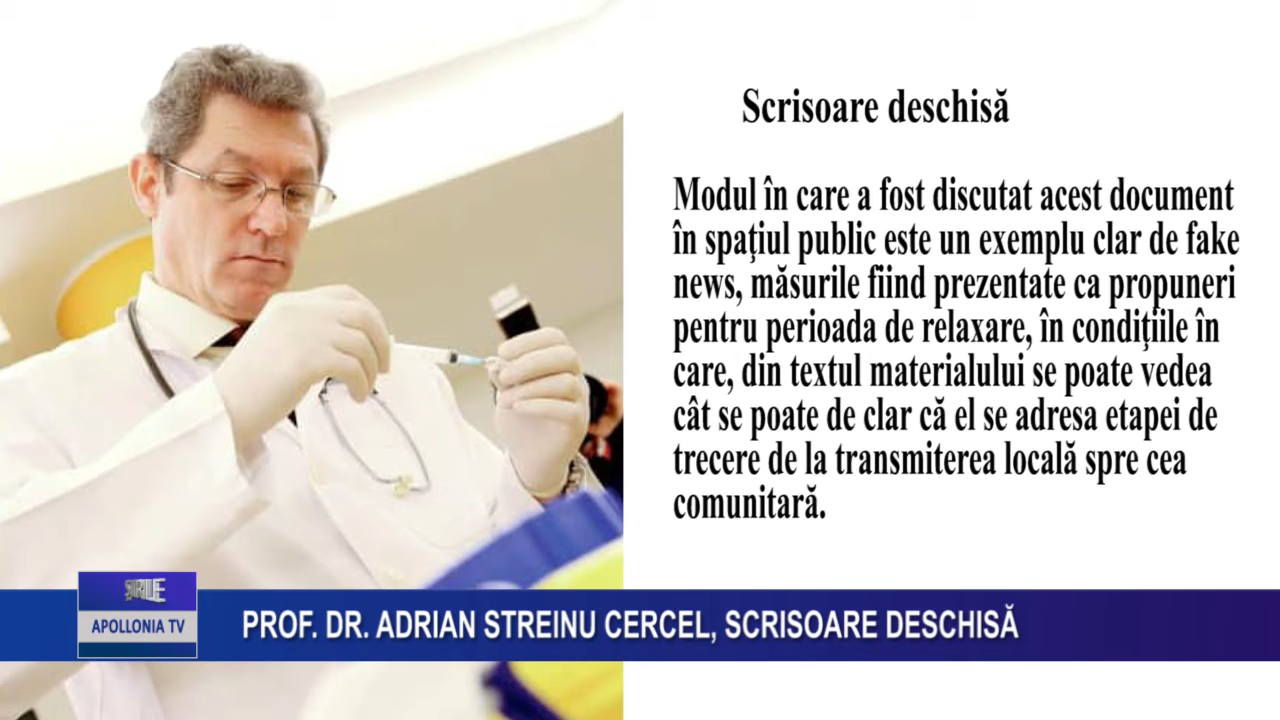 Scrisoare deschisă
Modul în care a fost discutat acest document
în spaţiul public este un exemplu clar de fake
news, măsurile fiind prezentate ca propuneri
pentru perioada de relaxare, în condiţiile în
care, din textul materialului se poate vedea
cât se poate de clar că el se adresa etapei de
trecere de la transmiterea locală spre cea
comunitară.
ŞTIRILE
APOLLONIA TV
PROF. DR. ADRIAN STREINU CERCEL, SCRISOARE DESCHISĂ